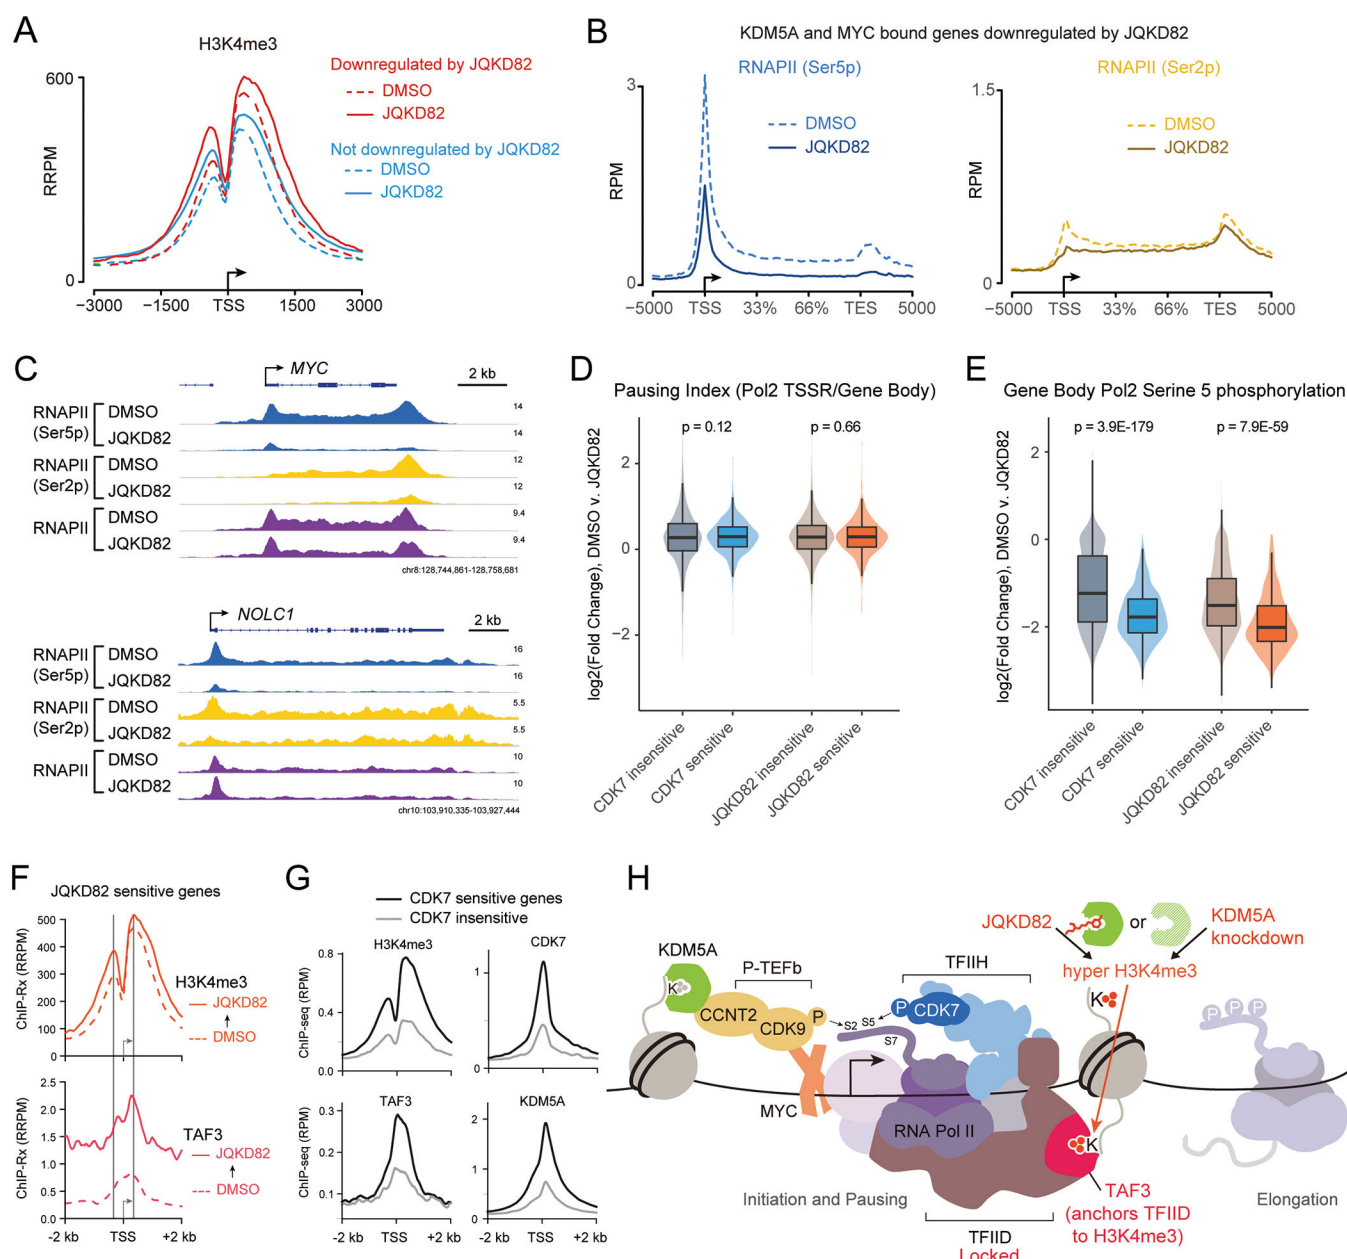 A
H3K4me3
Downregulated by JQKD82
DMSO
JQKD82
Not downregulated by JQKD82
DMSO
JQKD82
RRPM
600
0
−3000
−1500
TSS
1500
3000
B
KDM5A and MYC bound genes downregulated by JQKD82
RNAPII (Ser5p)
DMSO
JQKD82
RPM
3
0
−5000
TSS
33%
66%
TES
5000
RNAPII (Ser2p)
DMSO
JQKD82
RPM
1.5
0
−5000
TSS
33%
66%
TES
5000
C
MYC
2 kb
RNAPII
(Ser5p)
DMSO
14
JQKD82
14
RNAPII
(Ser2p)
DMSO
12
JQKD82
12
RNAPII
DMSO
9.4
JQKD82
9.4
chr8:128,744,861-128,758,681
NOLC1
2 kb
RNAPII
(Ser5p)
DMSO
16
JQKD82
16
RNAPII
(Ser2p)
DMSO
5.5
JQKD82
5.5
RNAPII
DMSO
10
JQKD82
10
chr10:103,910,335-103,927,444
D
Pausing Index (Pol2 TSSR/Gene Body)
log2(Fold Change), DMSO v. JQKD82
p = 0.12
p = 0.66
2
0
−2
CDK7 insensitive
CDK7 sensitive
JQKD82 insensitive
JQKD82 sensitive
E
Gene Body Pol2 Serine 5 phosphorylation
log2(Fold Change), DMSO v. JQKD82
p = 3.9E-179
p = 7.9E-59
2
0
−2
CDK7 insensitive
CDK7 sensitive
JQKD82 insensitive
JQKD82 sensitive
F
JQKD82 sensitive genes
ChIP-Rx (RRPM)
500
400
300
200
100
0
H3K4me3
JQKD82
DMSO
ChIP-Rx (RRPM)
2.5
2.0
1.5
1.0
0.5
0.0
TAF3
JQKD82
DMSO
-2 kb
TSS
+2 kb
G
CDK7 sensitive genes
CDK7 insensitive
H3K4me3
ChIP-seq (RPM)
0.8
0.4
0.0
CDK7
1
0
TAF3
ChIP-seq (RRPM)
0.3
0.2
0.1
-2 kb
TSS
+2 kb
KDM5A
2
1
0
-2 kb
TSS
+2 kb
H
JQKD82
or
KDM5A
knockdown
hyper H3K4me3
K
KDM5A
K
P-TEFb
CCNT2
CDK9
P
S2
S5
S7
TFIIH
P
CDK7
MYC
RNA Pol II
K
P
P
P
Initiation and Pausing
TAF3
(anchors TFIID
to H3K4me3)
Elongation
TFIID
Locked